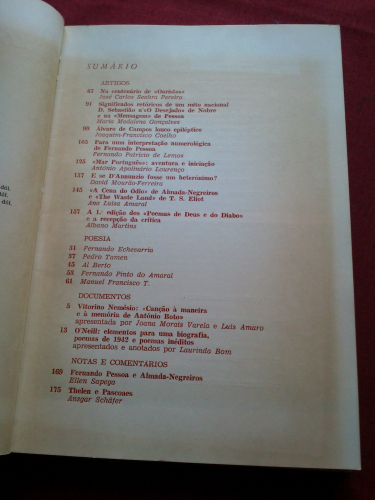 SUMÁRIO
ARTIGOS
67 No centenário de «Oaristos»
José Carlos Seabra Pereira
91 Significados retóricos de um mito nacional
D. Sebastião n'«O Desejado» de Nobre
e na «Mensagem» de Pessoa
Maria Madalena Gonçalves
99 Álvaro de Campos louco epiléptico
Joaquim-Francisco Coelho
103 Para uma interpretação numerológica
de Fernando Pessoa
Fernando Patrício de Lemos
125 «Mar Português»: aventura e iniciação
António Apolinário Lourenço
137 E se D'Annunzio fosse um heterónimo?
David Mourão-Ferreira
145 «A Cena do Ódio» de Almada-Negreiros
e «The Waste Land» de T. S. Eliot
Ana Luísa Amaral
157 A 1.ª edição dos «Poemas de Deus e do Diabo»
e a recepção da crítica
Albano Martins
POESIA
31 Fernando Echevarría
37 Pedro Tamen
45 Al Berto
53 Fernando Pinto do Amaral
61 Manuel Francisco T.
DOCUMENTOS
5 Vitorino Nemésio: «Canção à maneira
e à memória de António Botto»
apresentada por Joana Morais Varela e Luís Amaro
13 O'Neill: elementos para uma biografia,
poemas de 1942 e poemas inéditos
apresentados e anotados por Laurinda Bom
NOTAS E COMENTÁRIOS
169 Fernando Pessoa e Almada-Negreiros
Ellen Sapega
175 Thelen e Pascoaes
Ansgar Schäfer